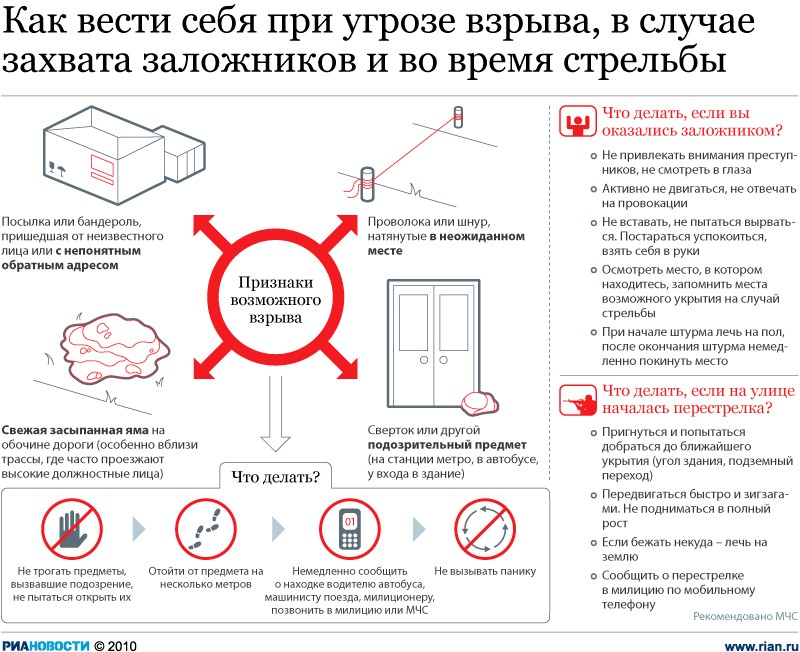 Как вести себя при угрозе взрыва, в случае
захвата заложников и во время стрельбы
Посылка или бандероль,
пришедшая от неизвестного
лица или с непонятным
обратным адресом
Проволока или шнур,
натянутые в неожиданном
месте
Признаки
возможного
взрыва
Свежая засыпанная яма на
обочине дороги (особенно вблизи
трассы, где часто проезжают
высокие должностные лица)
Сверток или другой
подозрительный предмет
(на станции метро, в автобусе,
у входа в здание)
Что делать?
Не трогать предметы,
вызвавшие подозрение,
не пытаться открыть их
Отойти от предмета на
несколько метров
01
Немедленно сообщить
о находке водителю автобуса,
машинисту поезда, милиционеру,
позвонить в милицию или МЧС
Не вызывать панику
Что делать, если вы
оказались заложником?
Не привлекать внимания преступ-
ников, не смотреть в глаза
Активно не двигаться, не отвечать
на провокации
Не вставать, не пытаться вырвать-
ся. Постараться успокоиться,
взять себя в руки
Осмотреть место, в котором
находитесь, запомнить места
возможного укрытия на случай
стрельбы
При начале штурма лечь на пол,
после окончания штурма немед-
ленно покинуть место
Что делать, если на улице
началась перестрелка?
Пригнуться и попытаться
добраться до ближайшего
укрытия (угол здания, подземный
переход)
Передвигаться быстро и зигзага-
ми. Не подниматься в полный
рост
Если бежать некуда – лечь на
землю
Сообщить о перестрелке
в милицию по мобильному
телефону
Рекомендовано МЧС
РИАНОВОСТИ © 2010
www.rian.ru